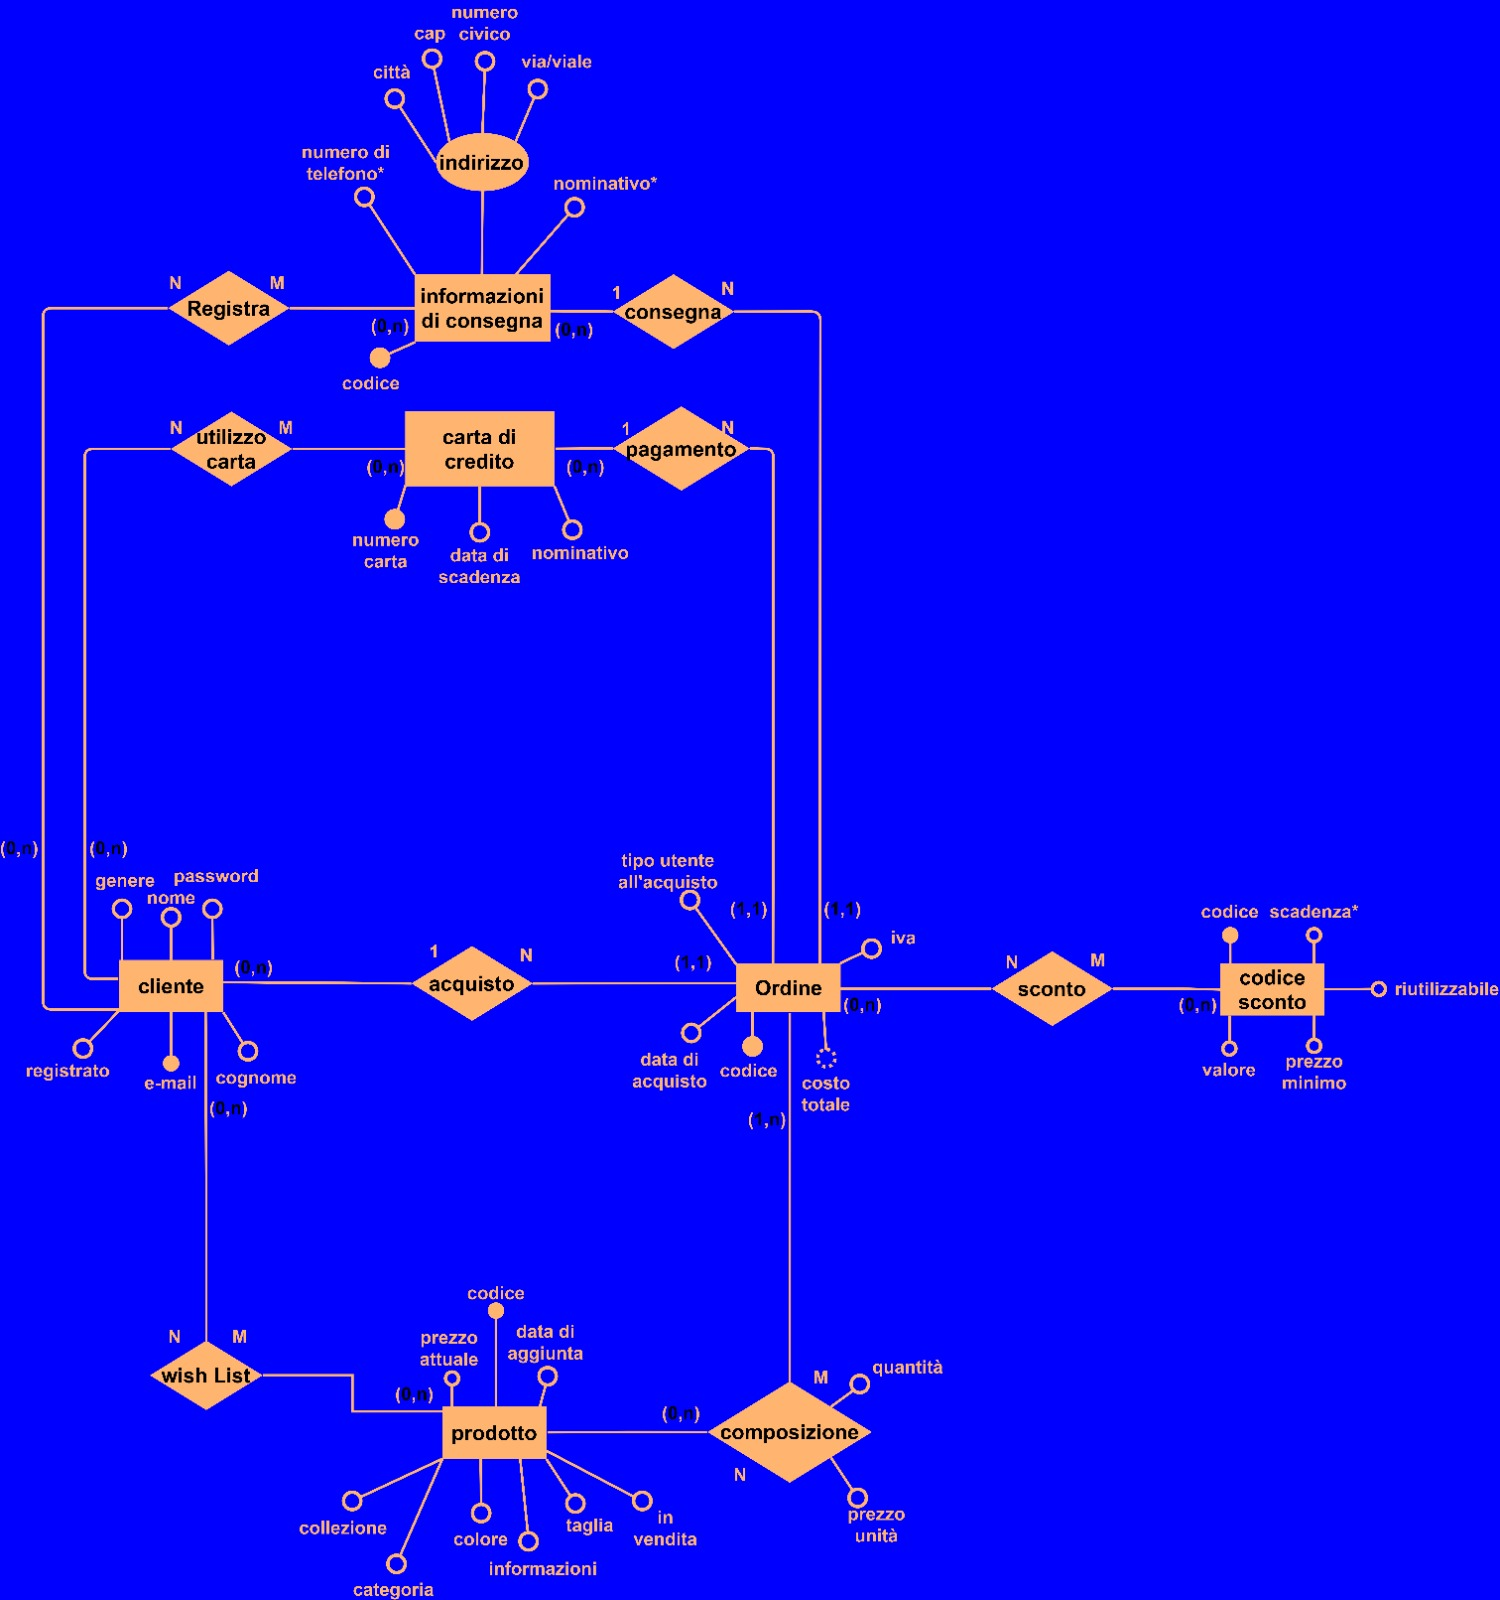 numero
civico
cap
via/viale
città
indirizzo
numero di
telefono*
nominativo*
N
M
Registra
informazioni
di consegna
(0,n)
(0,n)
1
N
consegna
codice
N
M
utilizzo
carta
carta di
credito
(0,n)
(0,n)
1
N
pagamento
numero
carta
data di
scadenza
nominativo
(0,n)
(0,n)
genere
nome
password
cliente
(0,n)
registrato
e-mail
cognome
(0,n)
1
N
acquisto
(1,1)
tipo utente
all'acquisto
(1,1)
(1,1)
iva
Ordine
(0,n)
data di
acquisto
codice
costo
totale
(1,n)
N
M
sconto
(0,n)
codice
scadenza*
codice
sconto
riutilizzabile
valore
prezzo
minimo
N
M
wish List
codice
prezzo
attuale
data di
aggiunta
(0,n)
prodotto
(0,n)
M
quantità
composizione
N
prezzo
unità
collezione
categoria
colore
informazioni
taglia
in
vendita